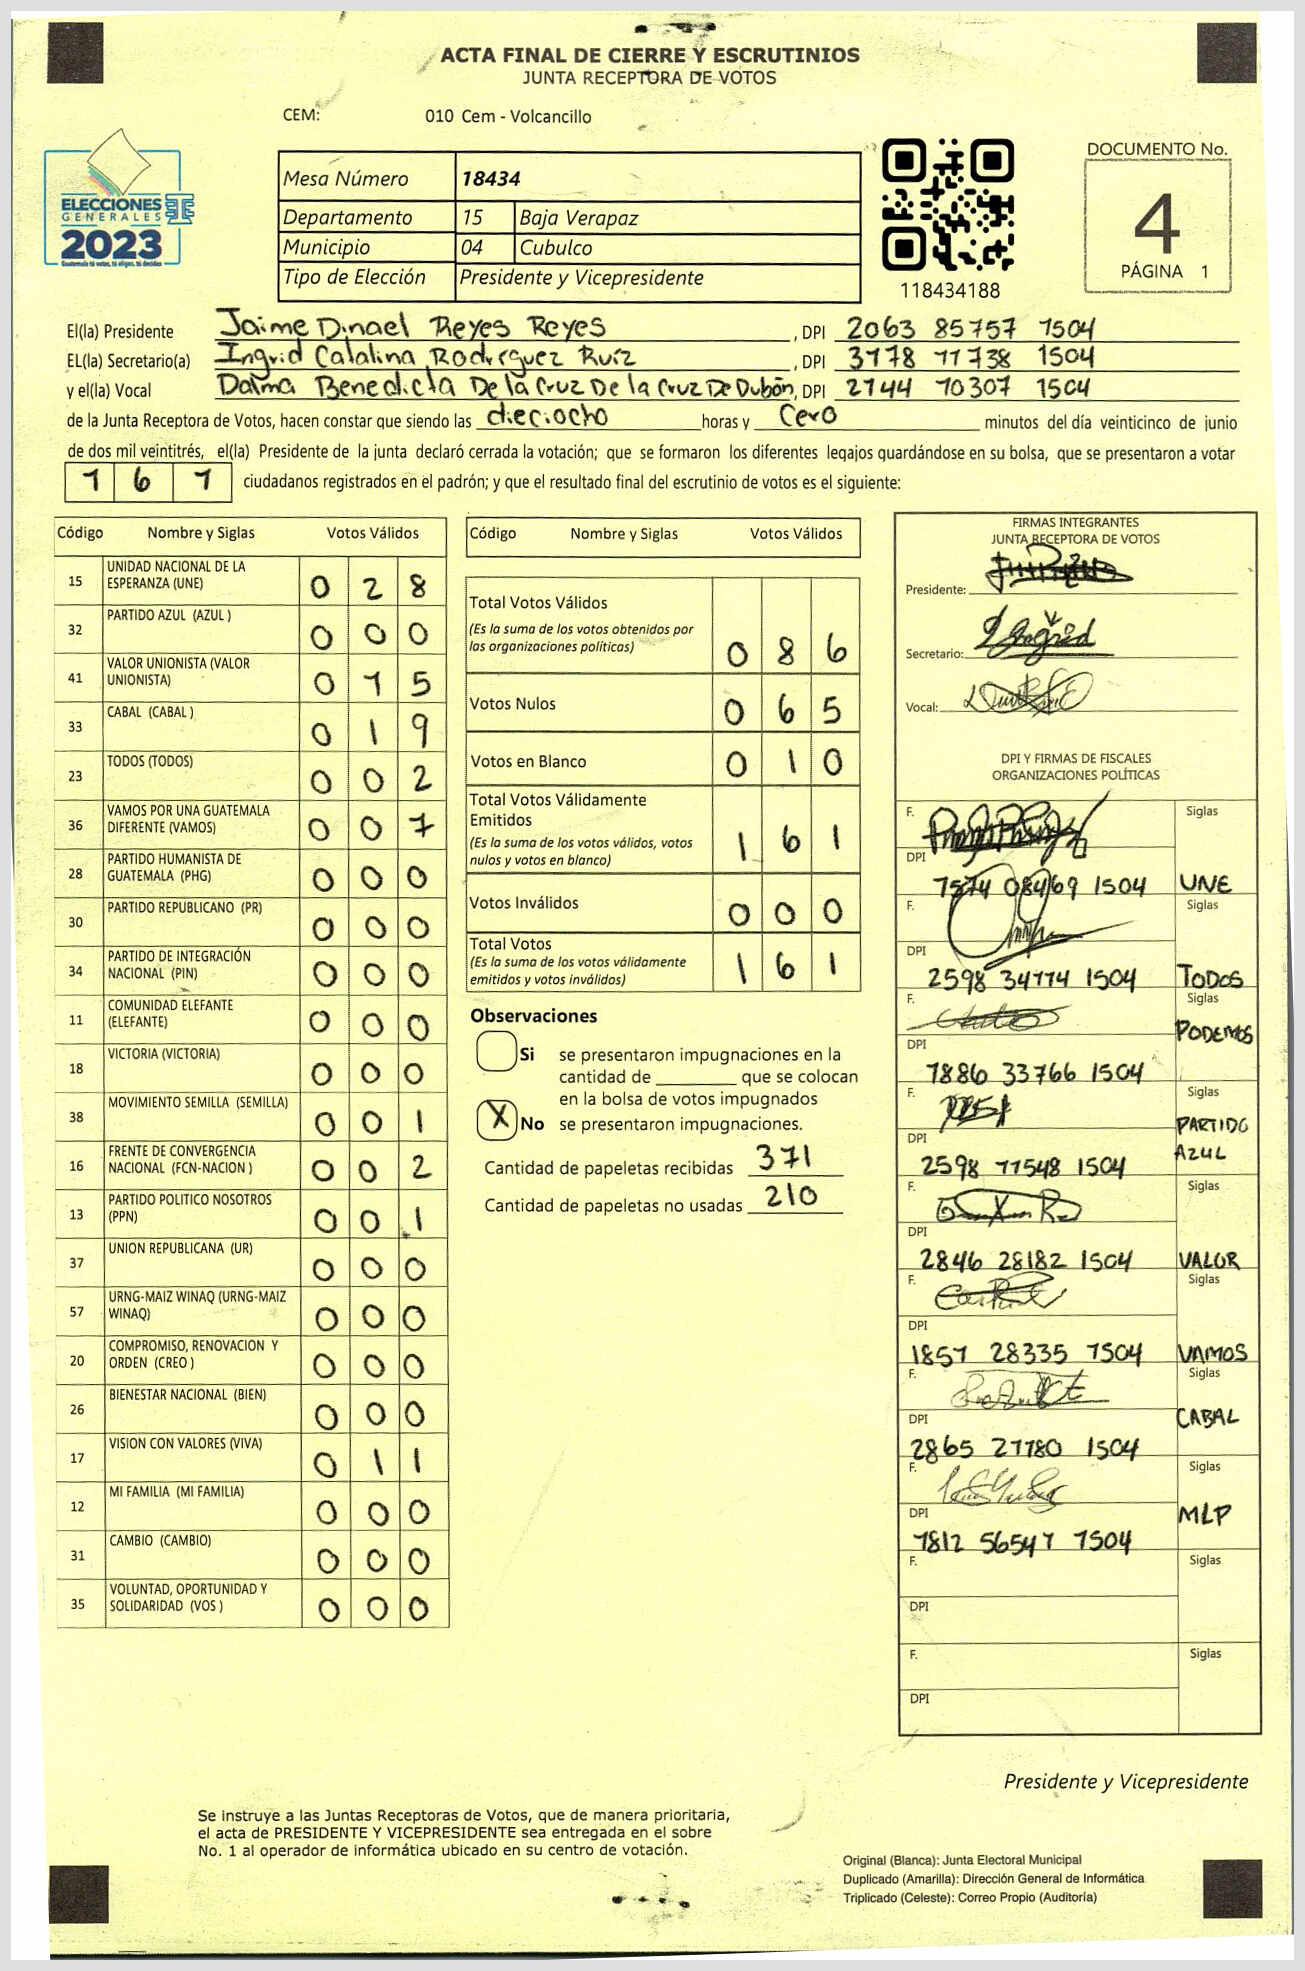 ACTA FINAL DE CIERRE Y ESCRUTINIOS
JUNTA RECEPTORA DE VOTOS
CEM: 010 Cem - Volcancillo
ELECCIONES
GENERALES
2023
Guatemala tú votas, tú eliges, tú decides
Mesa Número 18434
Departamento 15 Baja Verapaz
Municipio 04 Cubulco
Tipo de Elección Presidente y Vicepresidente
118434188
DOCUMENTO No.
4
PÁGINA 1
El(la) Presidente Jaime Dinael Reyes Reyes, DPI 2063 85757 1504
EL(la) Secretario(a) Ingrid Catalina Rodríguez Ruíz, DPI 3178 11738 1504
y el(la) Vocal Dalma Benedicta De la Cruz De la Cruz De Dubón, DPI 2144 10307 1504
de la Junta Receptora de Votos, hacen constar que siendo las dieciocho horas y Cero minutos del día veinticinco de junio
de dos mil veintitrés, el(la) Presidente de la junta declaró cerrada la votación; que se formaron los diferentes legajos guardándose en su bolsa, que se presentaron a votar
1 6 1 ciudadanos registrados en el padrón; y que el resultado final del escrutinio de votos es el siguiente:
Código Nombre y Siglas Votos Válidos
15 UNIDAD NACIONAL DE LA ESPERANZA (UNE) 0 2 8
32 PARTIDO AZUL (AZUL ) 0 0 0
41 VALOR UNIONISTA (VALOR UNIONISTA) 0 1 5
33 CABAL (CABAL ) 0 1 9
23 TODOS (TODOS) 0 0 2
36 VAMOS POR UNA GUATEMALA DIFERENTE (VAMOS) 0 0 7
28 PARTIDO HUMANISTA DE GUATEMALA (PHG) 0 0 0
30 PARTIDO REPUBLICANO (PR) 0 0 0
34 PARTIDO DE INTEGRACIÓN NACIONAL (PIN) 0 0 0
11 COMUNIDAD ELEFANTE (ELEFANTE) 0 0 0
18 VICTORIA (VICTORIA) 0 0 0
38 MOVIMIENTO SEMILLA (SEMILLA) 0 0 1
16 FRENTE DE CONVERGENCIA NACIONAL (FCN-NACION ) 0 0 2
13 PARTIDO POLITICO NOSOTROS (PPN) 0 0 1
37 UNION REPUBLICANA (UR) 0 0 0
57 URNG-MAIZ WINAQ (URNG-MAIZ WINAQ) 0 0 0
20 COMPROMISO, RENOVACION Y ORDEN (CREO ) 0 0 0
26 BIENESTAR NACIONAL (BIEN) 0 0 0
17 VISION CON VALORES (VIVA) 0 1 1
12 MI FAMILIA (MI FAMILIA) 0 0 0
31 CAMBIO (CAMBIO) 0 0 0
35 VOLUNTAD, OPORTUNIDAD Y SOLIDARIDAD (VOS ) 0 0 0
Código Nombre y Siglas Votos Válidos
Total Votos Válidos
(Es la suma de los votos obtenidos por
las organizaciones políticas) 0 8 6
Votos Nulos 0 6 5
Votos en Blanco 0 1 0
Total Votos Válidamente
Emitidos
(Es la suma de los votos válidos, votos
nulos y votos en blanco) 1 6 1
Votos Inválidos 0 0 0
Total Votos
(Es la suma de los votos válidamente
emitidos y votos inválidos) 1 6 1
Observaciones
Si se presentaron impugnaciones en la
cantidad de ________ que se colocan
en la bolsa de votos impugnados
X No se presentaron impugnaciones.
Cantidad de papeletas recibidas 371
Cantidad de papeletas no usadas 210
FIRMAS INTEGRANTES
JUNTA RECEPTORA DE VOTOS
Presidente:
Secretario:
Vocal:
DPI Y FIRMAS DE FISCALES
ORGANIZACIONES POLÍTICAS
F. Siglas
DPI 1574 08469 1504 UNE
F. Siglas
DPI 2598 34774 1504 TODOS
F. Siglas
DPI 1886 33766 1504 PODEMOS
F. Siglas
DPI 2598 11548 1504 PARTIDO AZUL
F. Siglas
DPI 2846 28182 1504 VALOR
F. Siglas
DPI 1857 28335 1504 VAMOS
F. Siglas
DPI 2865 21780 1504 CABAL
F. Siglas
DPI 1812 56547 1504 MLP
F. Siglas
DPI
F. Siglas
DPI
Presidente y Vicepresidente
Se instruye a las Juntas Receptoras de Votos, que de manera prioritaria,
el acta de PRESIDENTE Y VICEPRESIDENTE sea entregada en el sobre
No. 1 al operador de informática ubicado en su centro de votación.
Original (Blanca): Junta Electoral Municipal
Duplicado (Amarilla): Dirección General de Informática
Triplicado (Celeste): Correo Propio (Auditoría)